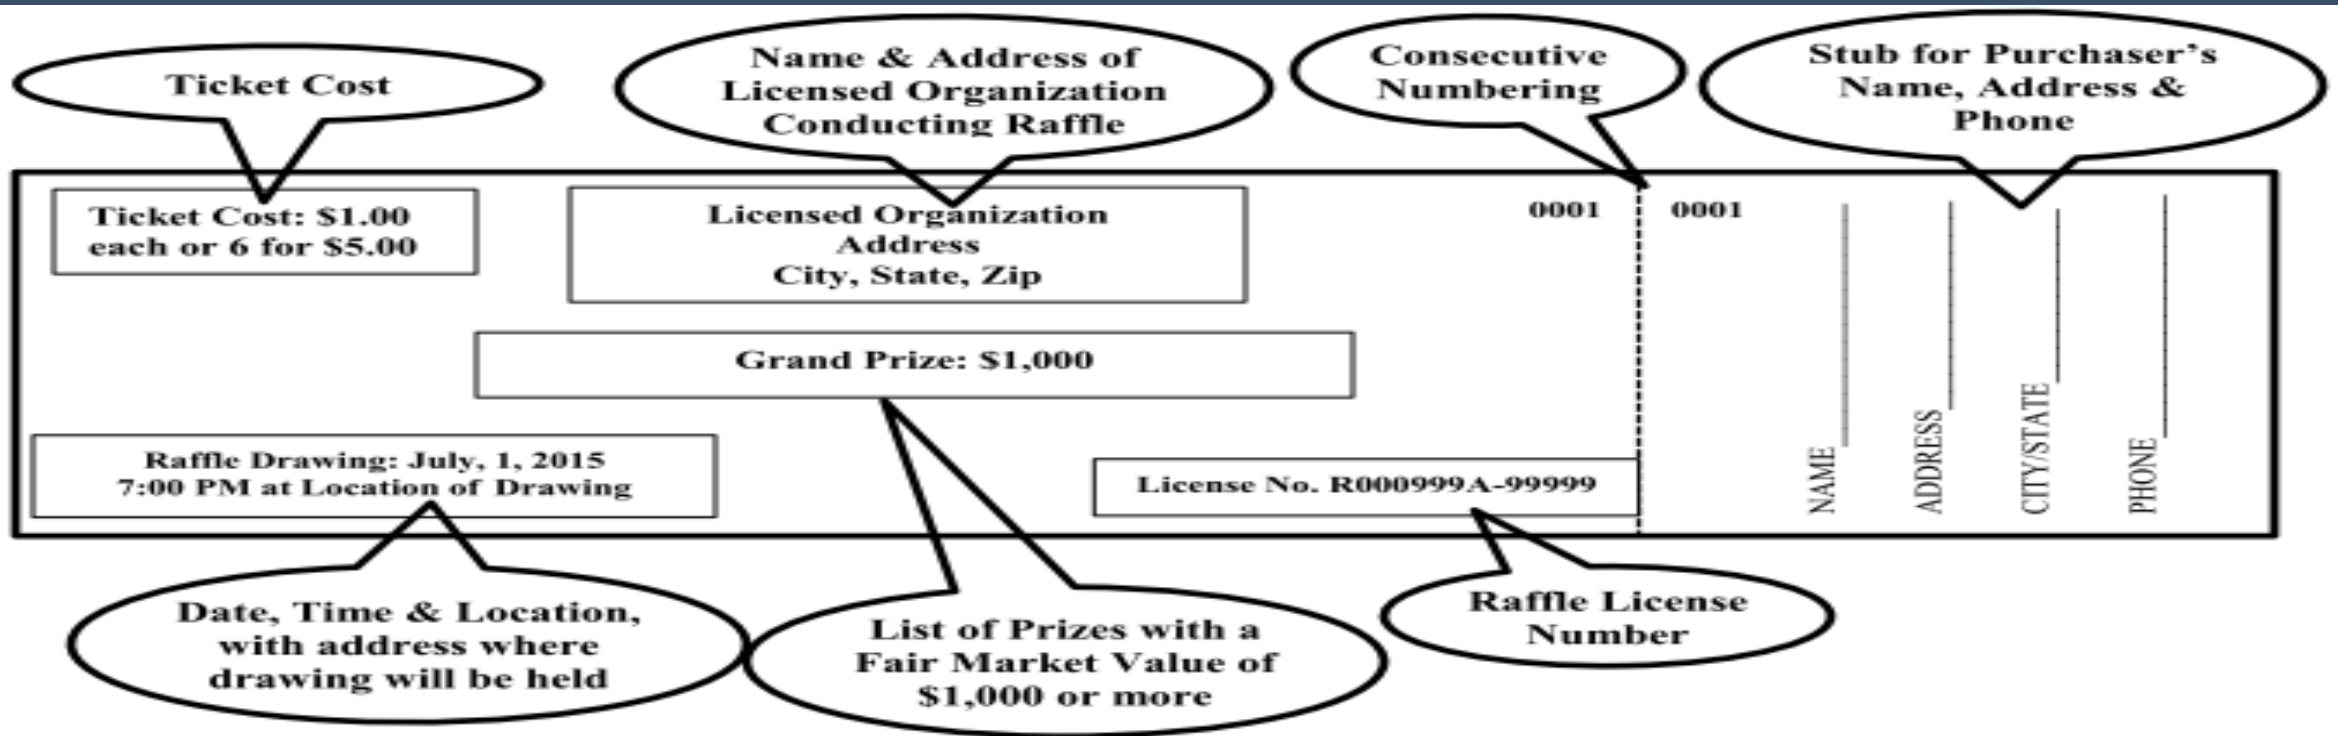 Ticket Cost
Name & Address of
Licensed Organization
Conducting Raffle
Consecutive
Numbering
Stub for Purchaser's
Name, Address &
Phone
Ticket Cost: $1.00
each or 6 for $5.00
Licensed Organization
Address
City, State, Zip
0001
0001
Grand Prize: $1,000
Raffle Drawing: July, 1, 2015
7:00 PM at Location of Drawing
License No. R000999A-99999
NAME
ADDRESS
CITY/STATE
PHONE
Date, Time & Location,
with address where
drawing will be held
List of Prizes with a
Fair Market Value of
$1,000 or more
Raffle License
Number